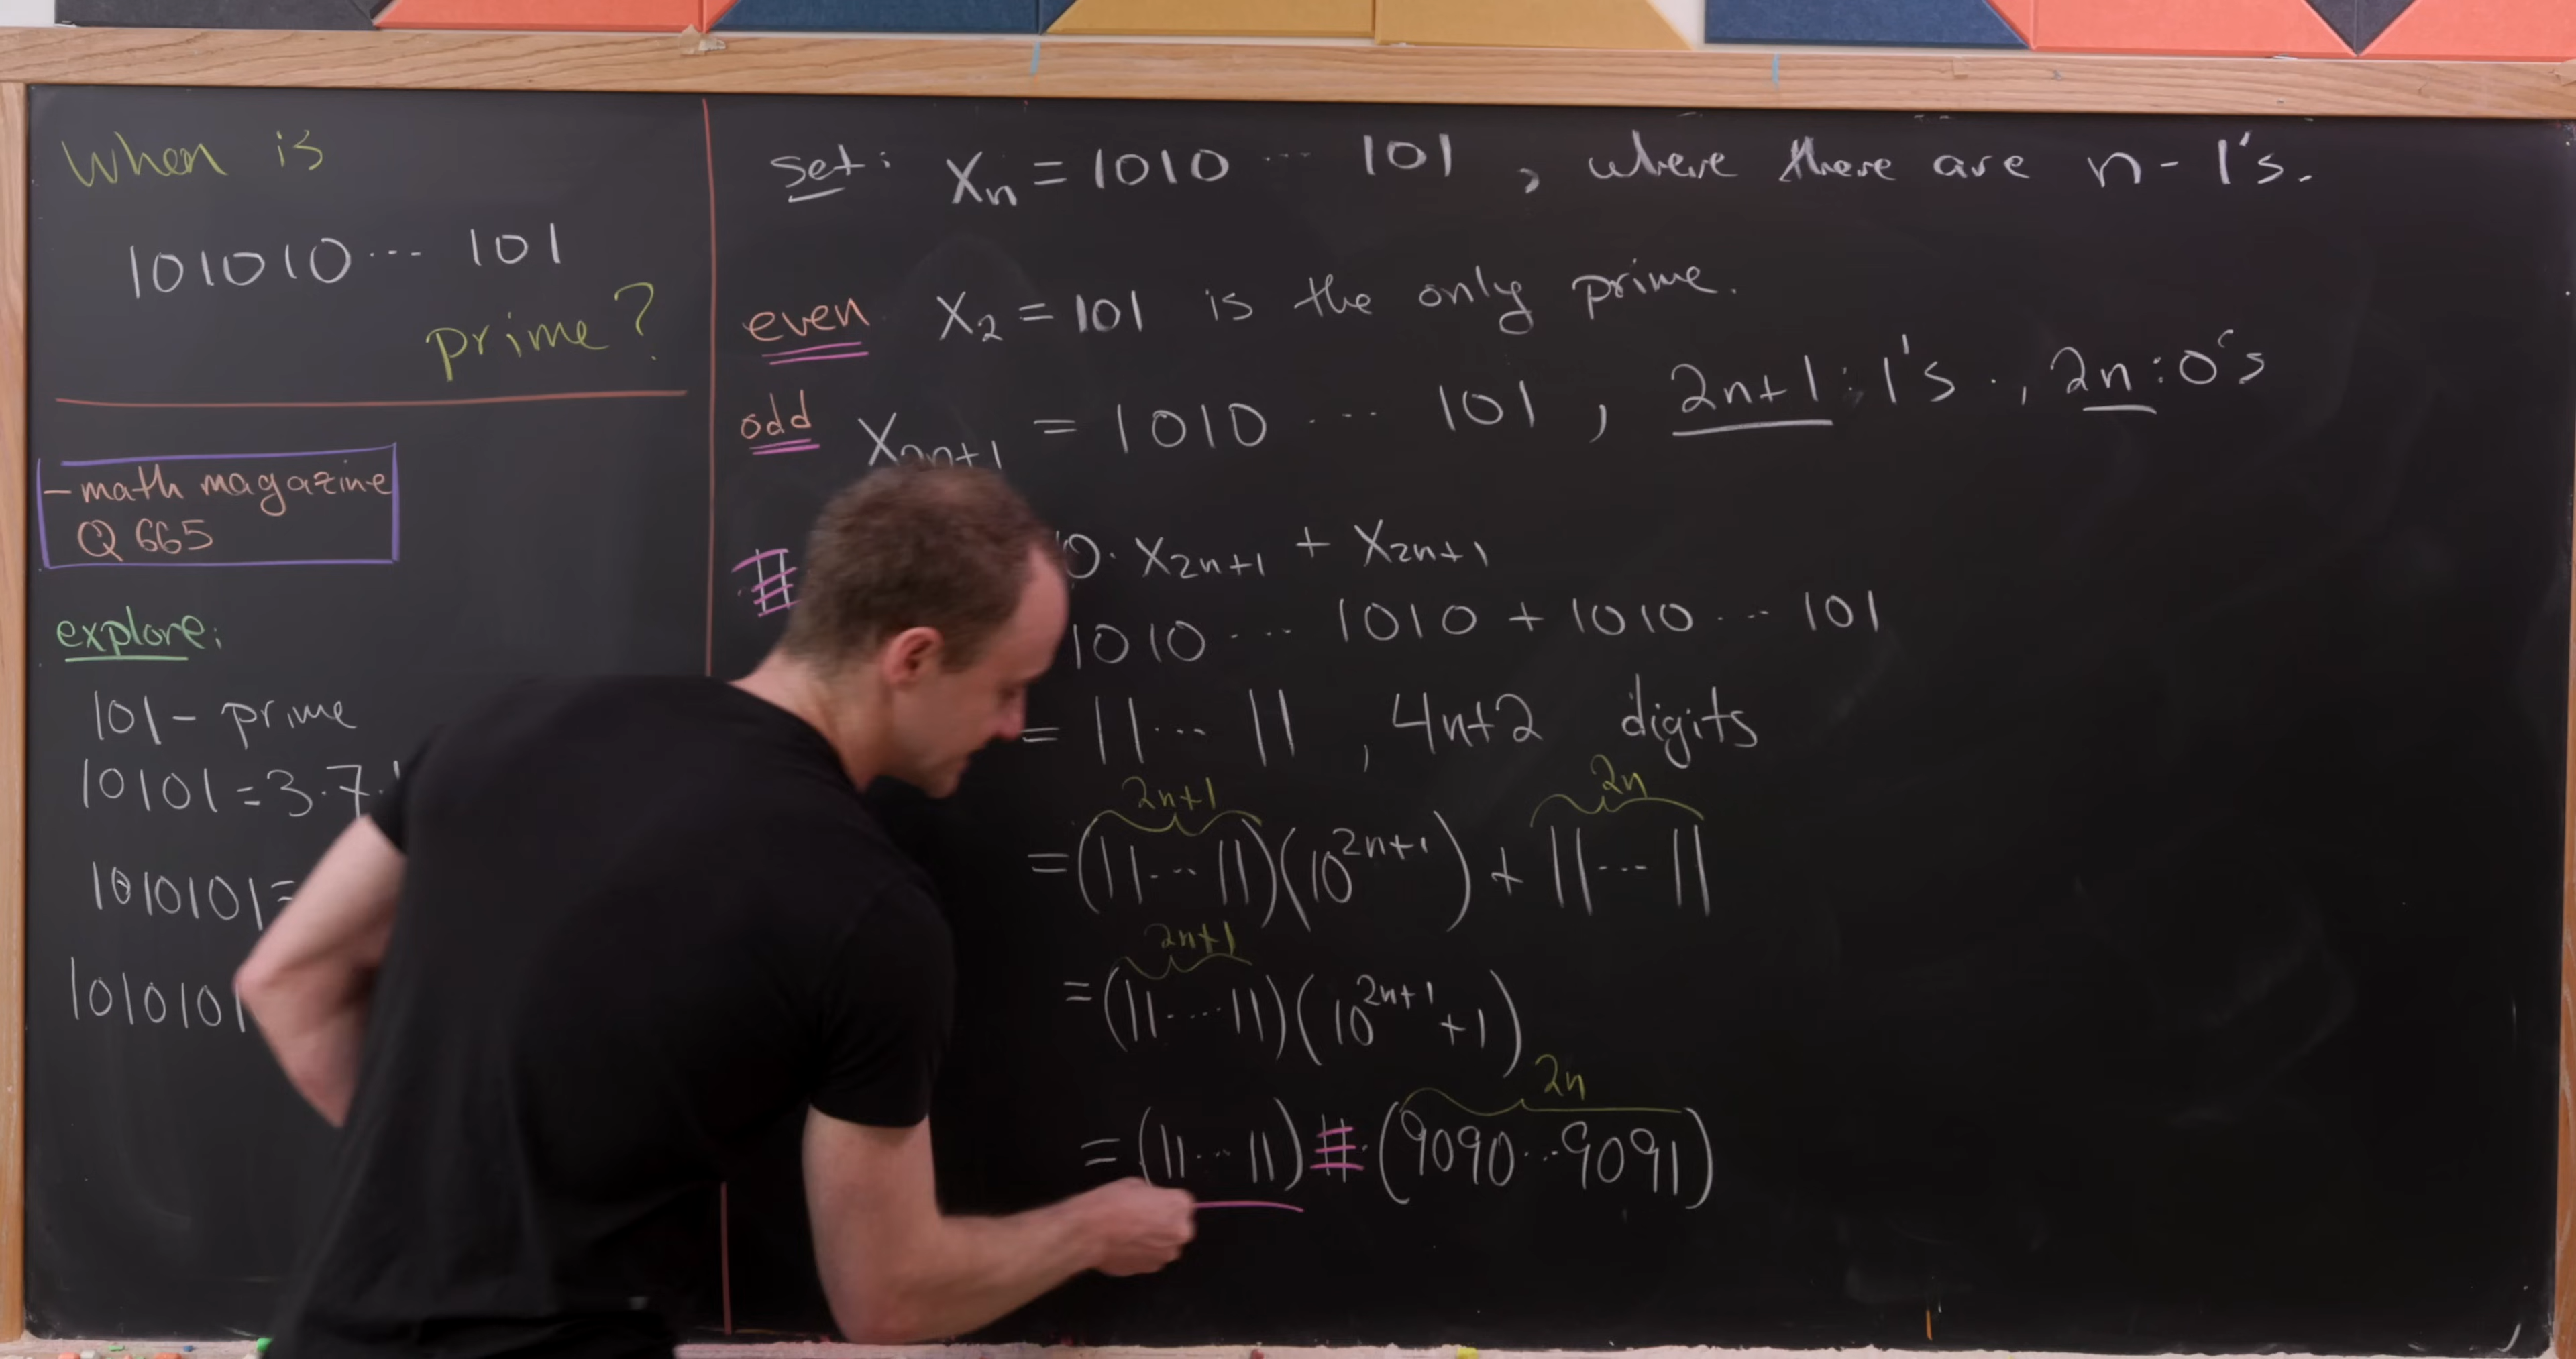 When is
101010... 101
prime?
- math magazine
Q 665
explore:
101 - prime
10101 = 3·7·
1010101 =
1010101
set: Xn = 1010 ... 101, where there are n - 1's.
even X2 = 101 is the only prime.
odd X2n+1 = 1010 ... 101, 2n+1: 1's., 2n: 0's
0· X2n+1 + X2n+1
1010 ... 1010 + 1010 ... 101
= 11... 11, 4n+2 digits
2n+1 2n
= (11...11)(10^2n+1) + 11...11
2n+1
= (11....11)(10^2n+1 + 1)
2n
= (11...11) · (9090...9091)